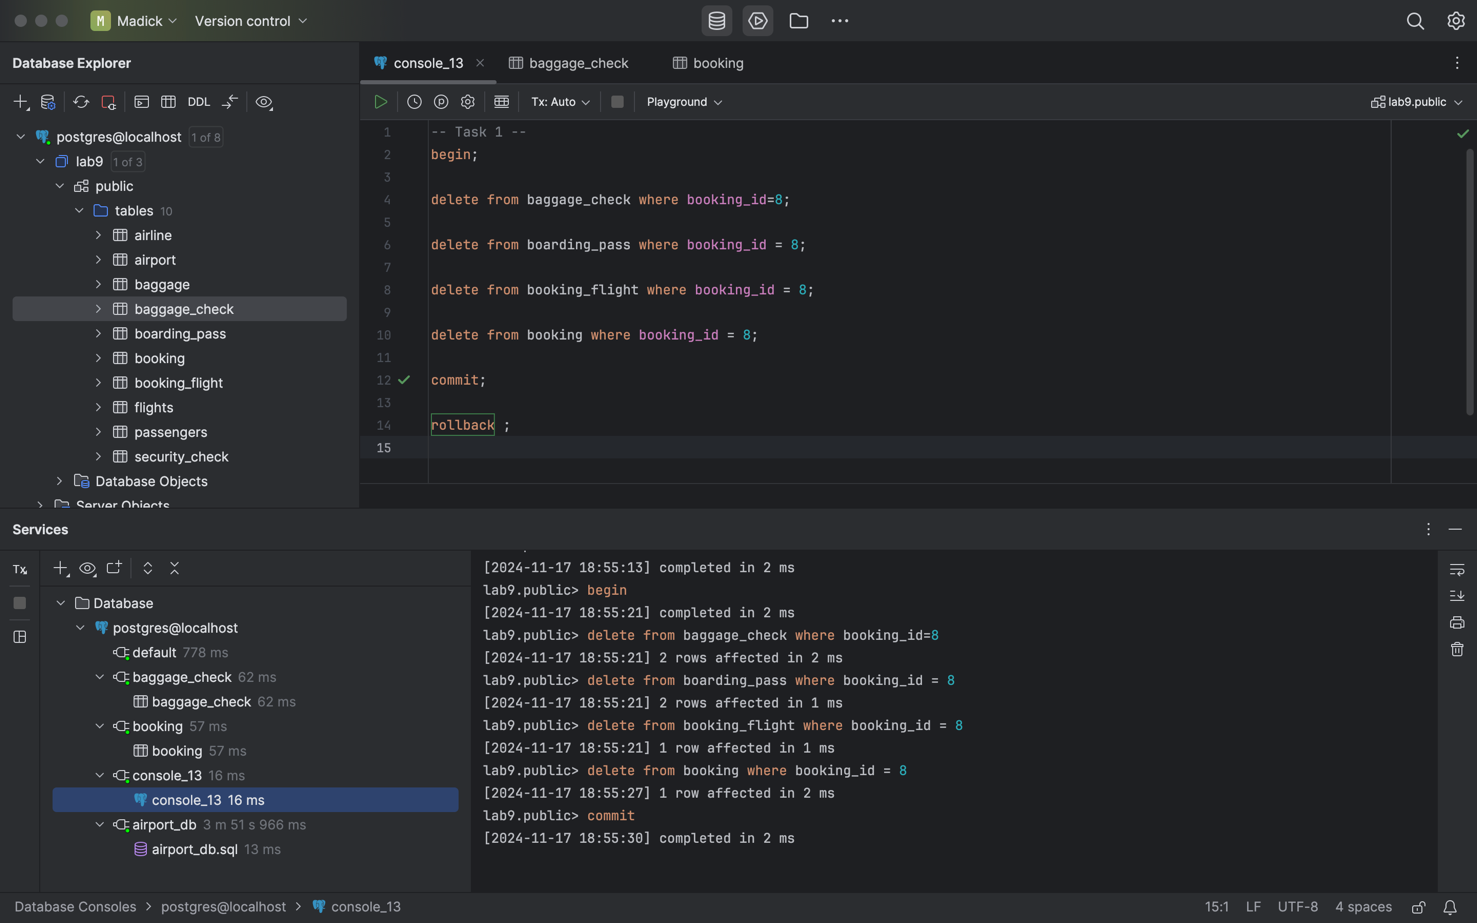 M Madick Version control
Database Explorer
DDL
postgres@localhost 1 of 8
lab9 1 of 3
public
tables 10
airline
airport
baggage
baggage_check
boarding_pass
booking
booking_flight
flights
passengers
security_check
Database Objects
Server Objects
console_13 baggage_check booking
Tx: Auto Playground lab9.public
1 -- Task 1 --
2 begin;
3
4 delete from baggage_check where booking_id=8;
5
6 delete from boarding_pass where booking_id = 8;
7
8 delete from booking_flight where booking_id = 8;
9
10 delete from booking where booking_id = 8;
11
12 commit;
13
14 rollback ;
15
Services
Tx
Database
postgres@localhost
default 778 ms
baggage_check 62 ms
baggage_check 62 ms
booking 57 ms
booking 57 ms
console_13 16 ms
console_13 16 ms
airport_db 3 m 51 s 966 ms
airport_db.sql 13 ms
[2024-11-17 18:55:13] completed in 2 ms
lab9.public> begin
[2024-11-17 18:55:21] completed in 2 ms
lab9.public> delete from baggage_check where booking_id=8
[2024-11-17 18:55:21] 2 rows affected in 2 ms
lab9.public> delete from boarding_pass where booking_id = 8
[2024-11-17 18:55:21] 2 rows affected in 1 ms
lab9.public> delete from booking_flight where booking_id = 8
[2024-11-17 18:55:21] 1 row affected in 1 ms
lab9.public> delete from booking where booking_id = 8
[2024-11-17 18:55:27] 1 row affected in 2 ms
lab9.public> commit
[2024-11-17 18:55:30] completed in 2 ms
Database Consoles > postgres@localhost > console_13
15:1 LF UTF-8 4 spaces